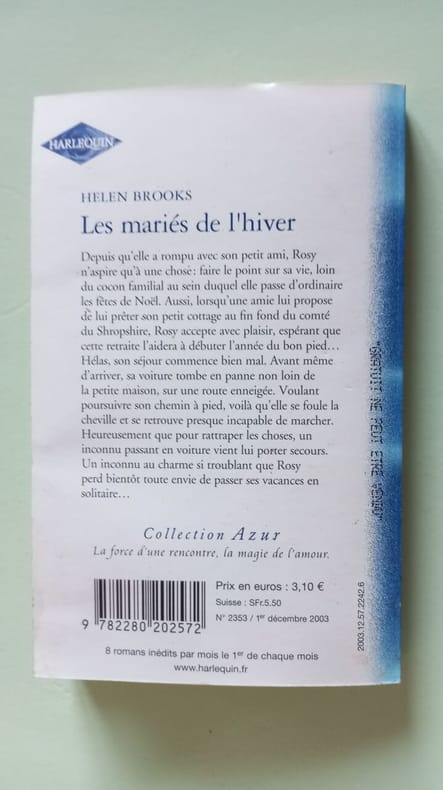 HARLEQUIN
HELEN BROOKS
Les mariés de l'hiver
Depuis qu'elle a rompu avec son petit ami, Rosy
n'aspire qu'à une chose : faire le point sur sa vie, loin
du cocon familial au sein duquel elle passe d'ordinaire
les fêtes de Noël. Aussi, lorsqu'une amie lui propose
de lui prêter son petit cottage au fin fond du comté
du Shropshire, Rosy accepte avec plaisir, espérant que
cette retraite l'aidera à débuter l'année du bon pied…
Hélas, son séjour commence bien mal. Avant même
d'arriver, sa voiture tombe en panne non loin de
la petite maison, sur une route enneigée. Voulant
poursuivre son chemin à pied, voilà qu'elle se foule la
cheville et se retrouve presque incapable de marcher.
Heureusement que pour rattraper les choses, un
inconnu passant en voiture vient lui porter secours.
Un inconnu au charme si troublant que Rosy
perd bientôt toute envie de passer ses vacances en
solitaire…
Collection Azur
La force d'une rencontre, la magie de l'amour.
Prix en euros : 3,10 €
Suisse : SFr.5.50
N° 2353 / 1er décembre 2003
9 782280 202572
8 romans inédits par mois le 1er de chaque mois
www.harlequin.fr
2003.12.57.2242.6
"GRATUIT NE PEUT ETRE VENDU"